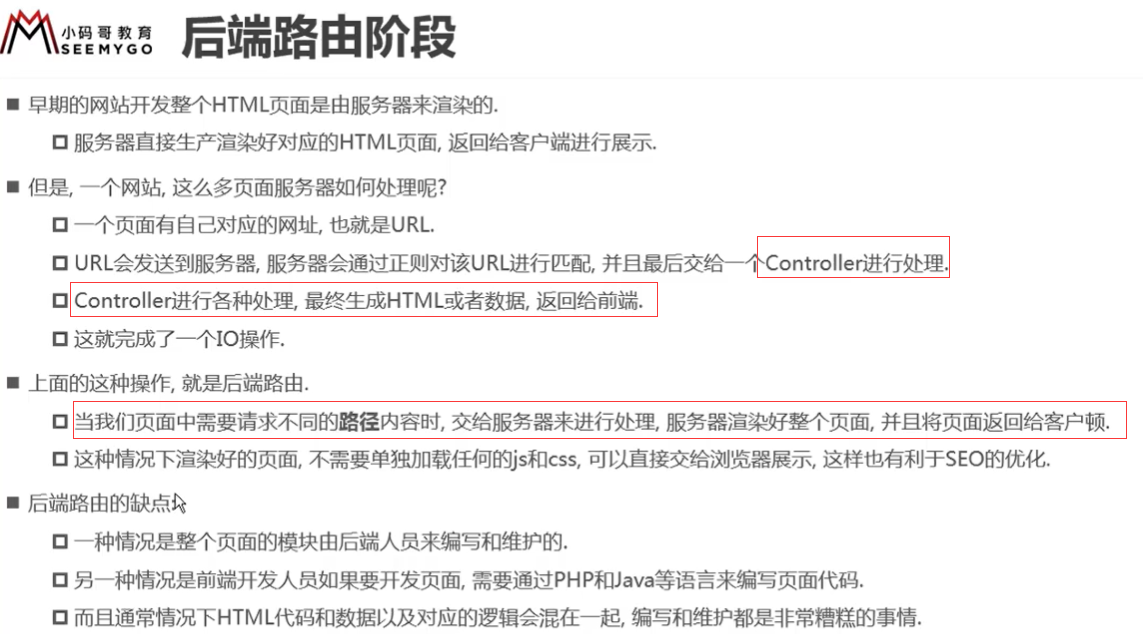 小码哥教育
SEEMYGO
后端路由阶段
早期的网站开发整个HTML页面是由服务器来渲染的.
服务器直接生产渲染好对应的HTML页面, 返回给客户端进行展示.
但是, 一个网站, 这么多页面服务器如何处理呢?
一个页面有自己对应的网址, 也就是URL.
URL会发送到服务器, 服务器会通过正则对该URL进行匹配, 并且最后交给一个Controller进行处理.
Controller进行各种处理, 最终生成HTML或者数据, 返回给前端.
这就完成了一个IO操作.
上面的这种操作, 就是后端路由.
当我们页面中需要请求不同的路径内容时, 交给服务器来进行处理, 服务器渲染好整个页面, 并且将页面返回给客户顿.
这种情况下渲染好的页面, 不需要单独加载任何的js和css, 可以直接交给浏览器展示, 这样也有利于SEO的优化.
后端路由的缺点
一种情况是整个页面的模块由后端人员来编写和维护的.
另一种情况是前端开发人员如果要开发页面, 需要通过PHP和Java等语言来编写页面代码.
而且通常情况下HTML代码和数据以及对应的逻辑会混在一起, 编写和维护都是非常糟糕的事情.